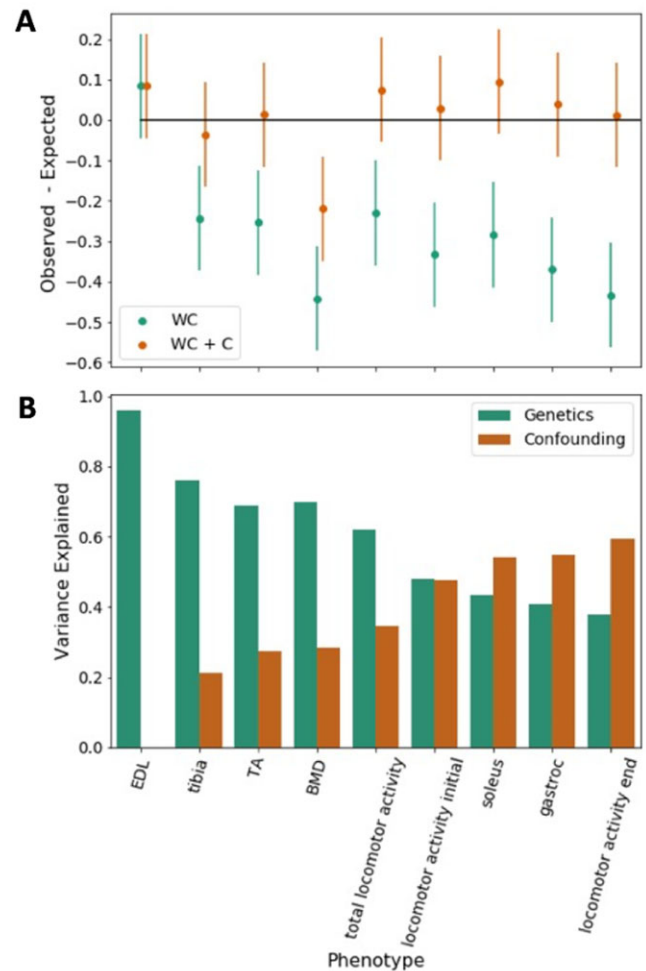 A
0.2
0.1
0.0
−0.1
−0.2
−0.3
−0.4
−0.5
−0.6
Observed - Expected
WC
WC + C
B
1.0
0.8
0.6
0.4
0.2
0.0
Variance Explained
Genetics
Confounding
EDL
tibia
TA
BMD
total locomotor activity
locomotor activity initial
soleus
gastroc
locomotor activity end
Phenotype